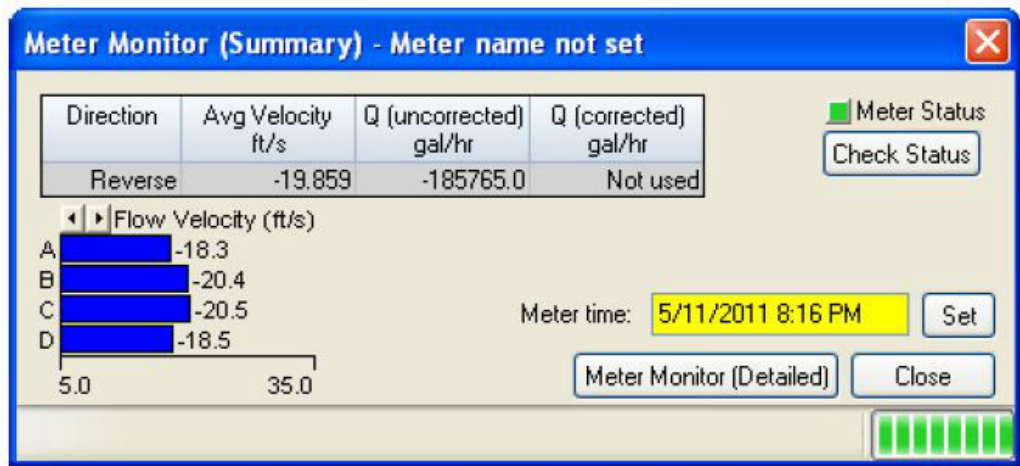 Meter Monitor (Summary) - Meter name not set
Direction Avg Velocity ft/s Q (uncorrected) gal/hr Q (corrected) gal/hr
Reverse -19.859 -185765.0 Not used
Meter Status
Check Status
Flow Velocity (ft/s)
A -18.3
B -20.4
C -20.5
D -18.5
5.0 35.0
Meter time: 5/11/2011 8:16 PM Set
Meter Monitor (Detailed) Close